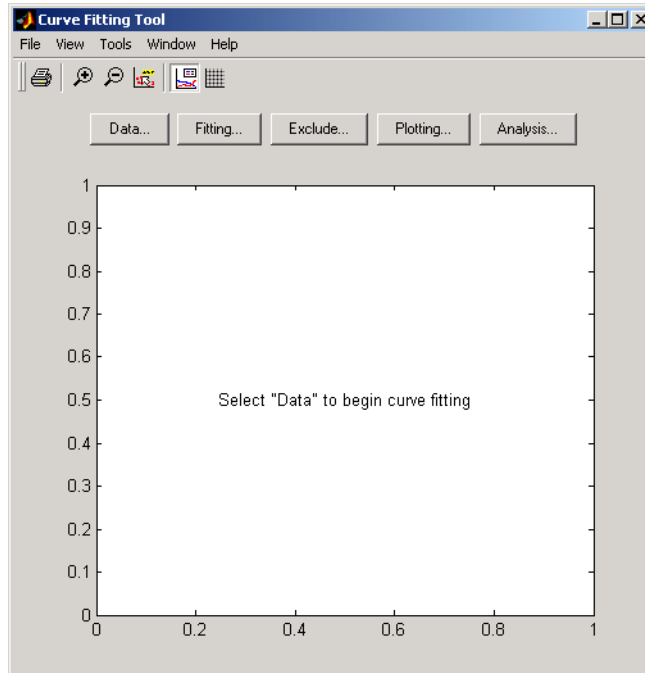 Curve Fitting Tool
File View Tools Window Help
Data... Fitting... Exclude... Plotting... Analysis...
1
0.9
0.8
0.7
0.6
Select "Data" to begin curve fitting
0.5
0.4
0.3
0.2
0.1
0
0 0.2 0.4 0.6 0.8 1